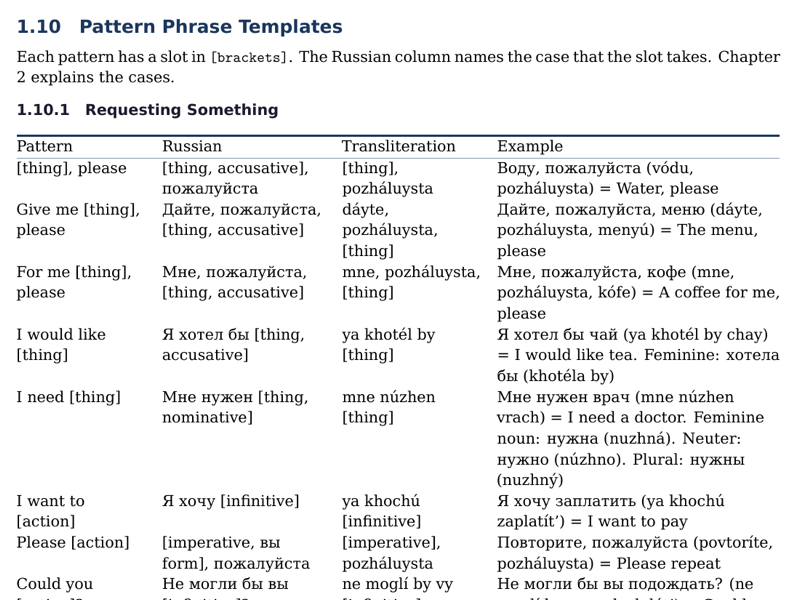 1.10 Pattern Phrase Templates
Each pattern has a slot in [brackets]. The Russian column names the case that the slot takes. Chapter
2 explains the cases.
1.10.1 Requesting Something
Pattern Russian Transliteration Example
[thing], please [thing, accusative], [thing], Воду, пожалуйста (vódu,
пожалуйста pozháluysta pozháluysta) = Water, please
Give me [thing], Дайте, пожалуйста, dáyte, Дайте, пожалуйста, меню (dáyte,
please [thing, accusative] pozháluysta, pozháluysta, menyú) = The menu,
[thing] please
For me [thing], Мне, пожалуйста, mne, pozháluysta, Мне, пожалуйста, кофе (mne,
please [thing, accusative] [thing] pozháluysta, kófe) = A coffee for me,
please
I would like Я хотел бы [thing, ya khotél by Я хотел бы чай (ya khotél by chay)
[thing] accusative] [thing] = I would like tea. Feminine: хотела
бы (khotéla by)
I need [thing] Мне нужен [thing, mne núzhen Мне нужен врач (mne núzhen
nominative] [thing] vrach) = I need a doctor. Feminine
noun: нужна (nuzhná). Neuter:
нужно (núzhno). Plural: нужны
(nuzhný)
I want to Я хочу [infinitive] ya khochú Я хочу заплатить (ya khochú
[action] [infinitive] zaplatít’) = I want to pay
Please [action] [imperative, вы [imperative], Повторите, пожалуйста (povtoríte,
form], пожалуйста pozháluysta pozháluysta) = Please repeat
Could you Не могли бы вы ne moglí by vy Не могли бы вы подождать? (ne